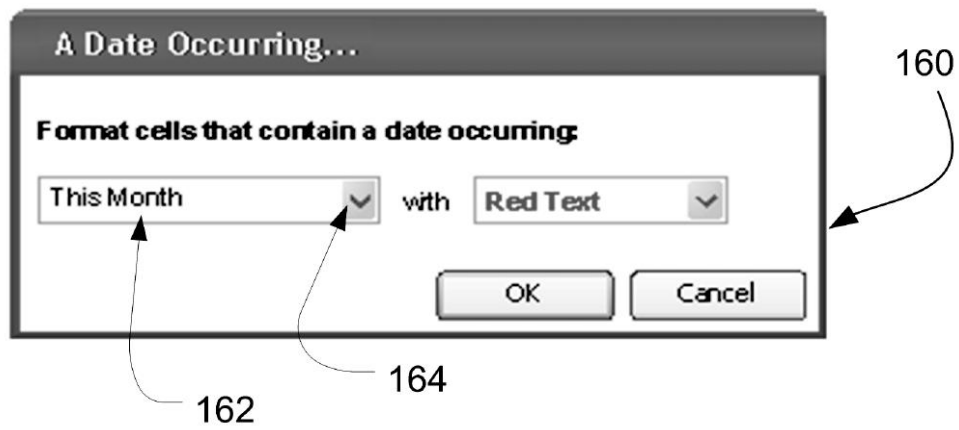 A Date Occurring...
160
Format cells that contain a date occurring:
This Month with Red Text
OK Cancel
164
162